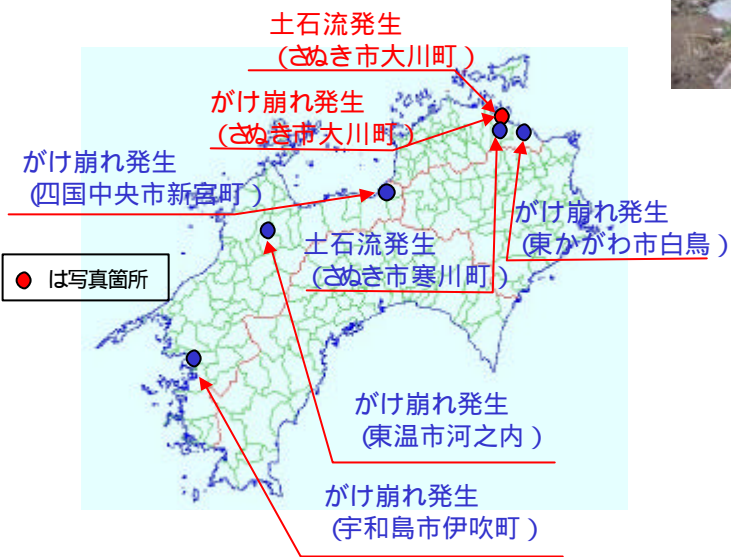 土石流発生
(さぬき市大川町)
がけ崩れ発生
(さぬき市大川町)
がけ崩れ発生
(四国中央市新宮町)
がけ崩れ発生
(東かがわ市白鳥)
土石流発生
(さぬき市寒川町)
は写真箇所
がけ崩れ発生
(東温市河之内)
がけ崩れ発生
(宇和島市伊吹町)